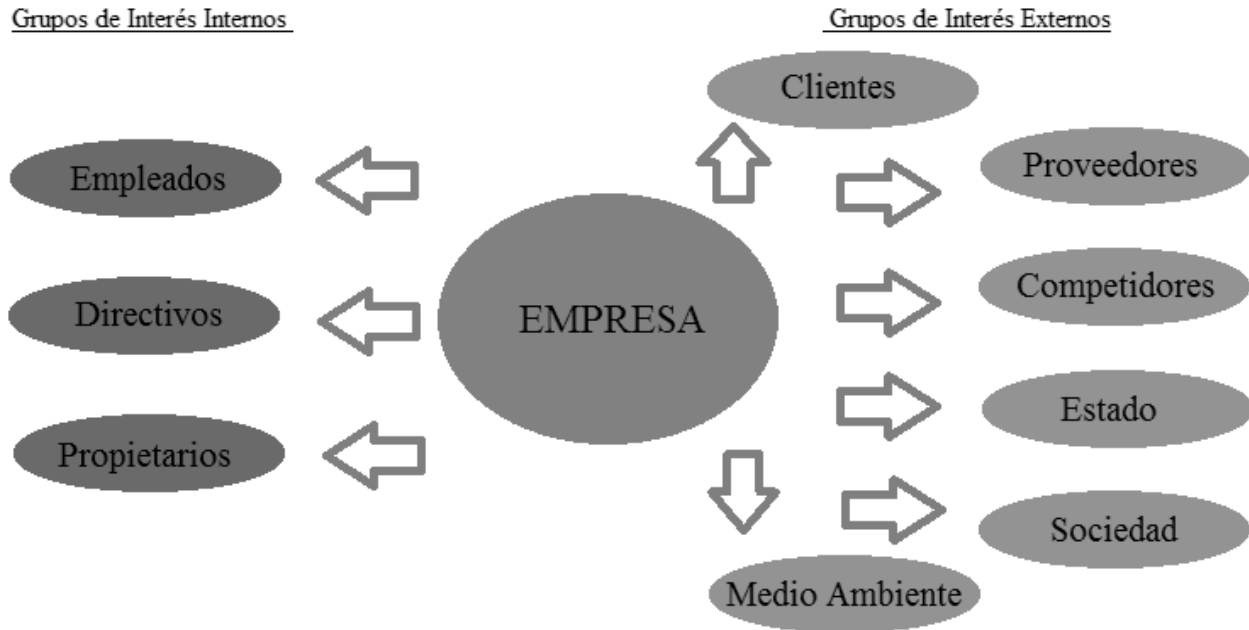 Grupos de Interés Internos
Grupos de Interés Externos
Clientes
Empleados
Proveedores
Directivos
EMPRESA
Competidores
Propietarios
Estado
Sociedad
Medio Ambiente